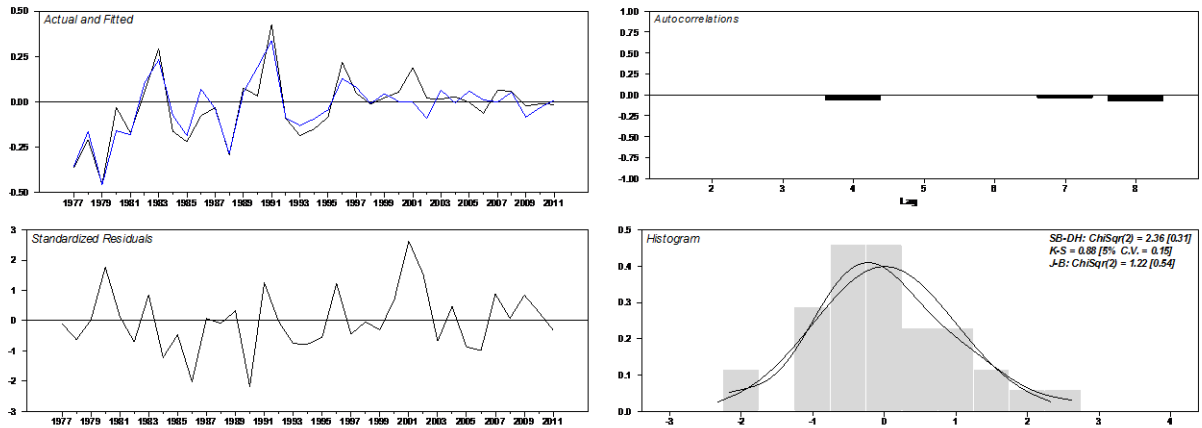 Actual and Fitted
0.50
0.25
0.00
-0.25
-0.50
1977 1979 1981 1983 1985 1987 1989 1991 1993 1995 1997 1999 2001 2003 2005 2007 2009 2011
Autocorrelations
1.00
0.75
0.50
0.25
0.00
-0.25
-0.50
-0.75
-1.00
2 3 4 5 6 7 8
Lag
Standardized Residuals
3
2
1
0
-1
-2
-3
1977 1979 1981 1983 1985 1987 1989 1991 1993 1995 1997 1999 2001 2003 2005 2007 2009 2011
Histogram
SB-DH: ChiSqr(2) = 2.36 [0.31]
K-S = 0.88 [5% C.V. = 0.15]
J-B: ChiSqr(2) = 1.22 [0.54]
0.5
0.4
0.3
0.2
0.1
0.0
-3 -2 -1 0 1 2 3 4